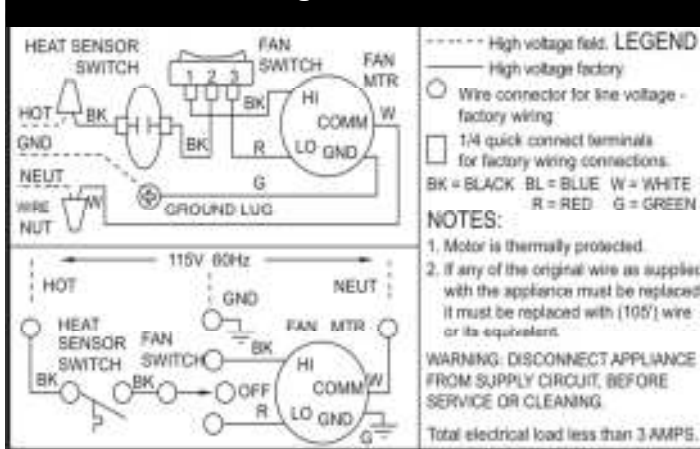 HEAT SENSOR
SWITCH
FAN
SWITCH
FAN
MTR
1 2 3
HI
COMM
LO GND
BK
W
HOT
BK
GND
BK
R
NEUT
G
WIRE
NUT
W
GROUND LUG
115V 60Hz
HOT
NEUT
GND
HEAT
SENSOR
SWITCH
FAN
SWITCH
FAN MTR
BK
HI
BK
BK
OFF
COMM
W
R
LO GND
G
High voltage field. LEGEND
High voltage factory
Wire connector for line voltage -
factory wiring
1/4 quick connect terminals
for factory wiring connections.
BK = BLACK BL = BLUE W = WHITE
R = RED G = GREEN
NOTES:
1. Motor is thermally protected.
2. If any of the original wire as supplied
with the appliance must be replaced
it must be replaced with (105') wire
or its equivalent.
WARNING: DISCONNECT APPLIANCE
FROM SUPPLY CIRCUIT, BEFORE
SERVICE OR CLEANING.
Total electrical load less than 3 AMPS.